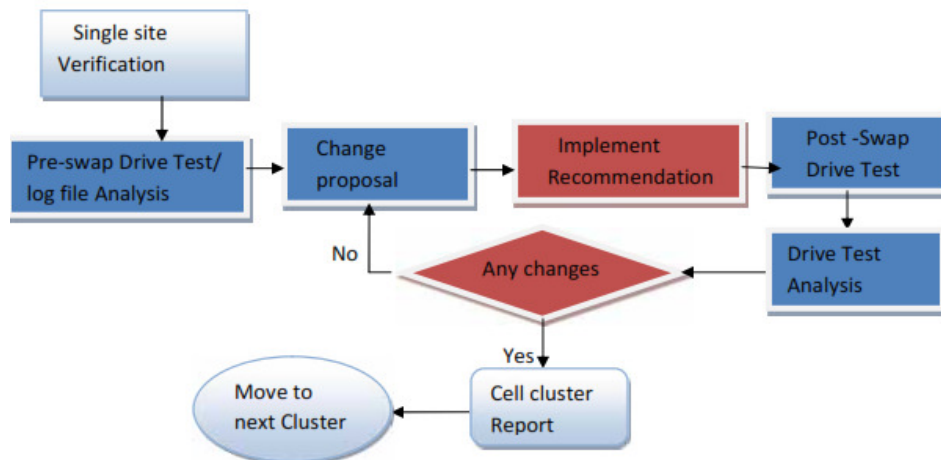 Single site
Verification
Pre-swap Drive Test/
log file Analysis
Change
proposal
Implement
Recommendation
Post -Swap
Drive Test
Drive Test
Analysis
Any changes
No
Yes
Cell cluster
Report
Move to
next Cluster